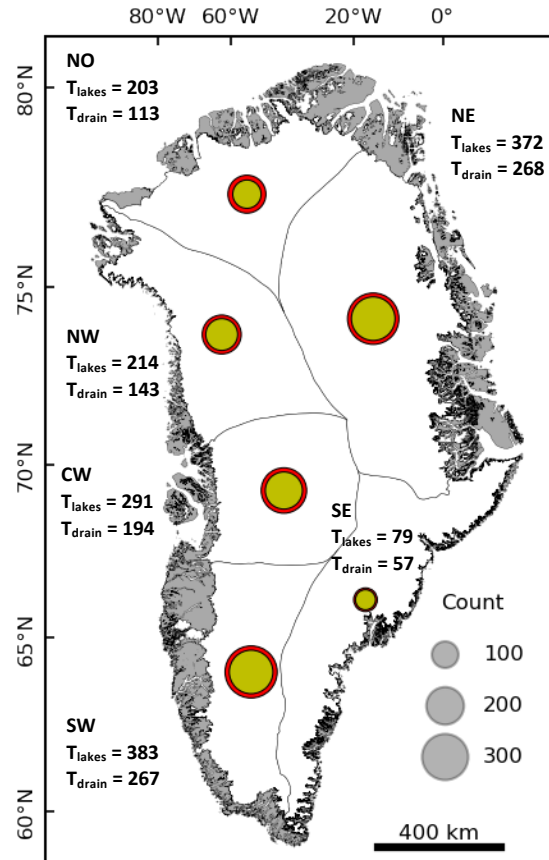 80°W 60°W 20°W 0°
80°N
75°N
70°N
65°N
60°N
NO
Tlakes = 203
Tdrain = 113
NE
Tlakes = 372
Tdrain = 268
NW
Tlakes = 214
Tdrain = 143
CW
Tlakes = 291
Tdrain = 194
SE
Tlakes = 79
Tdrain = 57
SW
Tlakes = 383
Tdrain = 267
Count
100
200
300
400 km